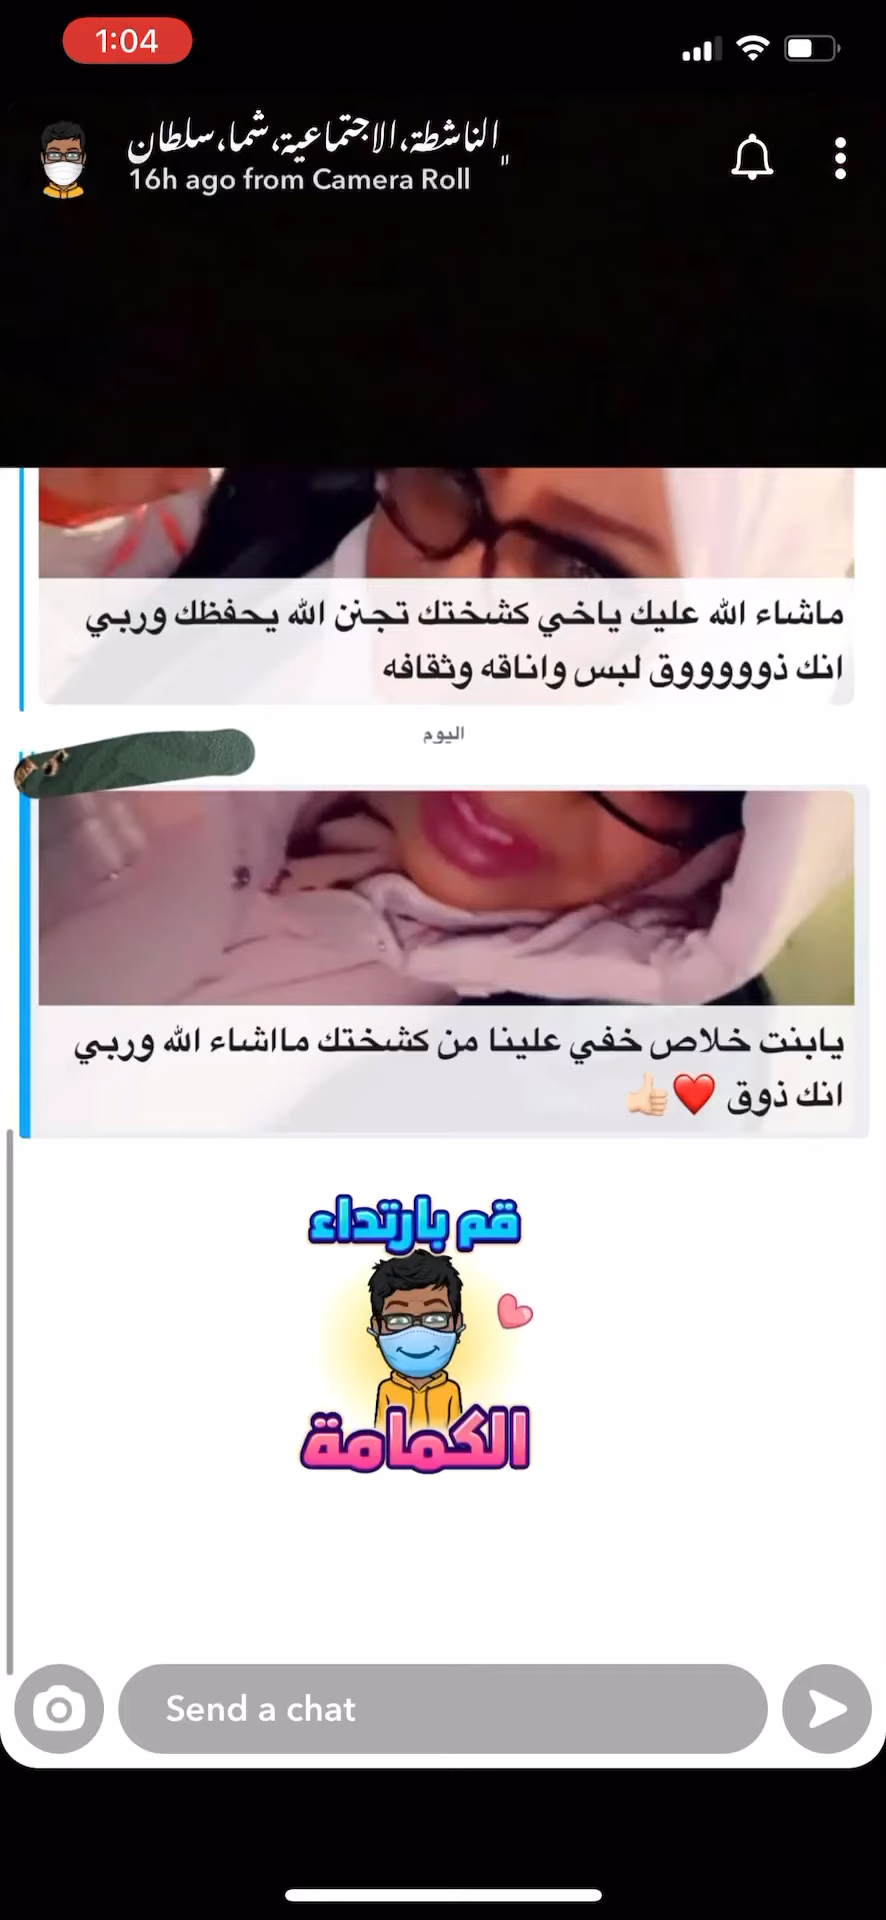 1:04
الناشطة،الاجتماعية،شما،سلطان"
16h ago from Camera Roll
ماشاء الله عليك ياخي كشختك تجنن الله يحفظك وربي
انك ذووووووق لبس واناقه وثقافه
اليوم
يابنت خلاص خفي علينا من كشختك مااشاء الله وربي
انك ذوق ❤️👍🏻
قم بارتداء
الكمامة
Send a chat